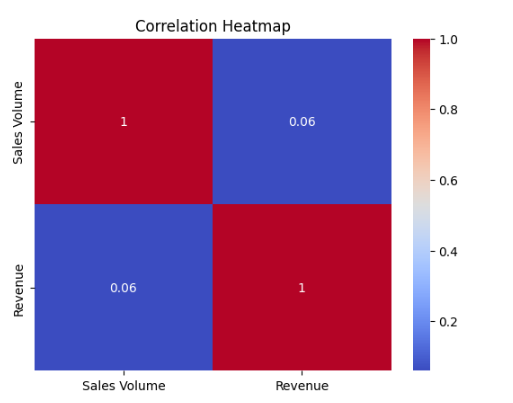 Correlation Heatmap
Sales Volume
Revenue
1
0.06
0.06
1
Sales Volume
Revenue
1.0
0.8
0.6
0.4
0.2